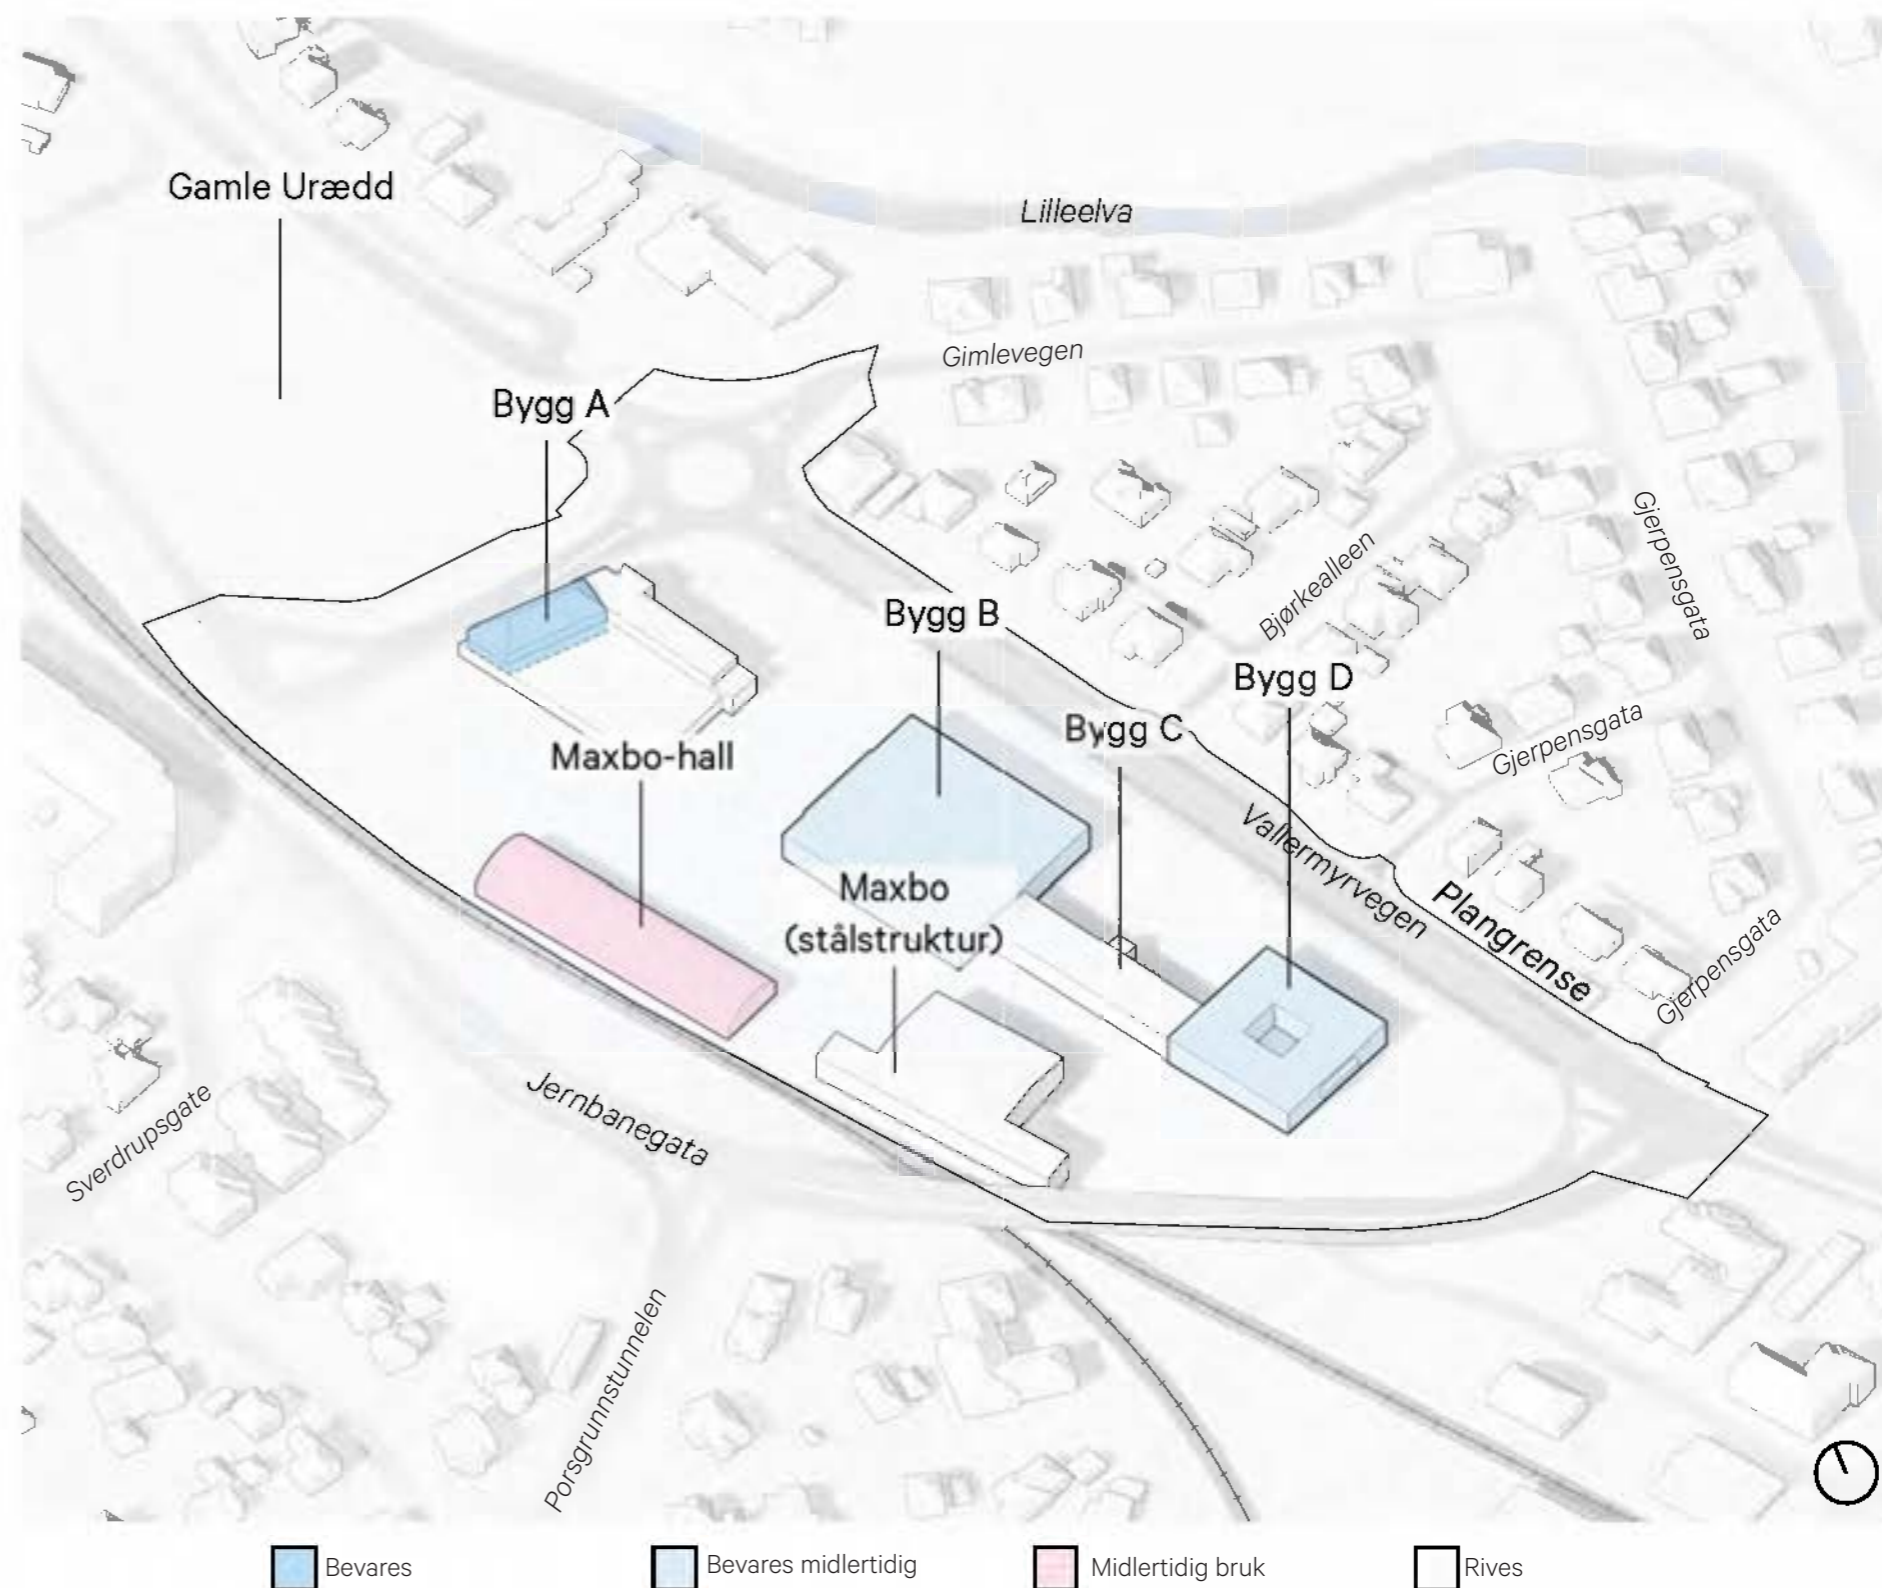 Gamle Urædd
Lilleelva
Gimlevegen
Bygg A
Gjerpensgata
Bjørkealleen
Bygg B
Bygg D
Bygg C
Gjerpensgata
Maxbo-hall
Vallermyrvegen
Maxbo
(stålstruktur)
Plangrense
Gjerpensgata
Jernbanegata
Sverdrupsgate
Porsgrunnstunnelen
Bevares
Bevares midlertidig
Midlertidig bruk
Rives